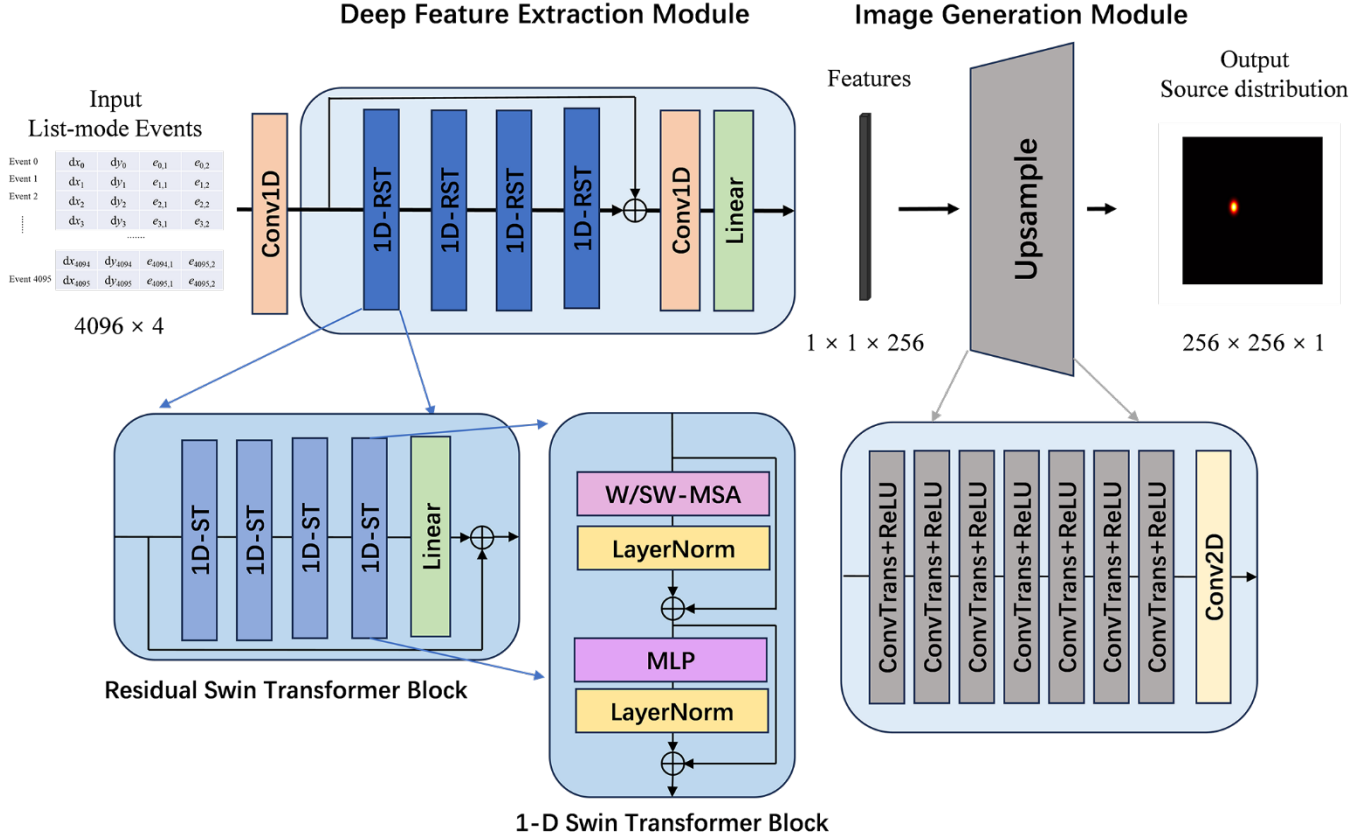 Deep Feature Extraction Module
Image Generation Module
Input
List-mode Events
Event 0 dx0 dy0 e0,1 e0,2
Event 1 dx1 dy1 e1,1 e1,2
Event 2 dx2 dy2 e2,1 e2,2
dx3 dy3 e3,1 e3,2
.......
dx4094 dy4094 e4094,1 e4095,2
Event 4095 dx4095 dy4095 e4095,1 e4095,2
4096 × 4
Conv1D
1D-RST
1D-RST
1D-RST
1D-RST
Conv1D
Linear
Features
1 × 1 × 256
Upsample
Output
Source distribution
256 × 256 × 1
1D-ST
1D-ST
1D-ST
1D-ST
Linear
Residual Swin Transformer Block
W/SW-MSA
LayerNorm
MLP
LayerNorm
1-D Swin Transformer Block
ConvTrans+ReLU
ConvTrans+ReLU
ConvTrans+ReLU
ConvTrans+ReLU
ConvTrans+ReLU
ConvTrans+ReLU
ConvTrans+ReLU
Conv2D